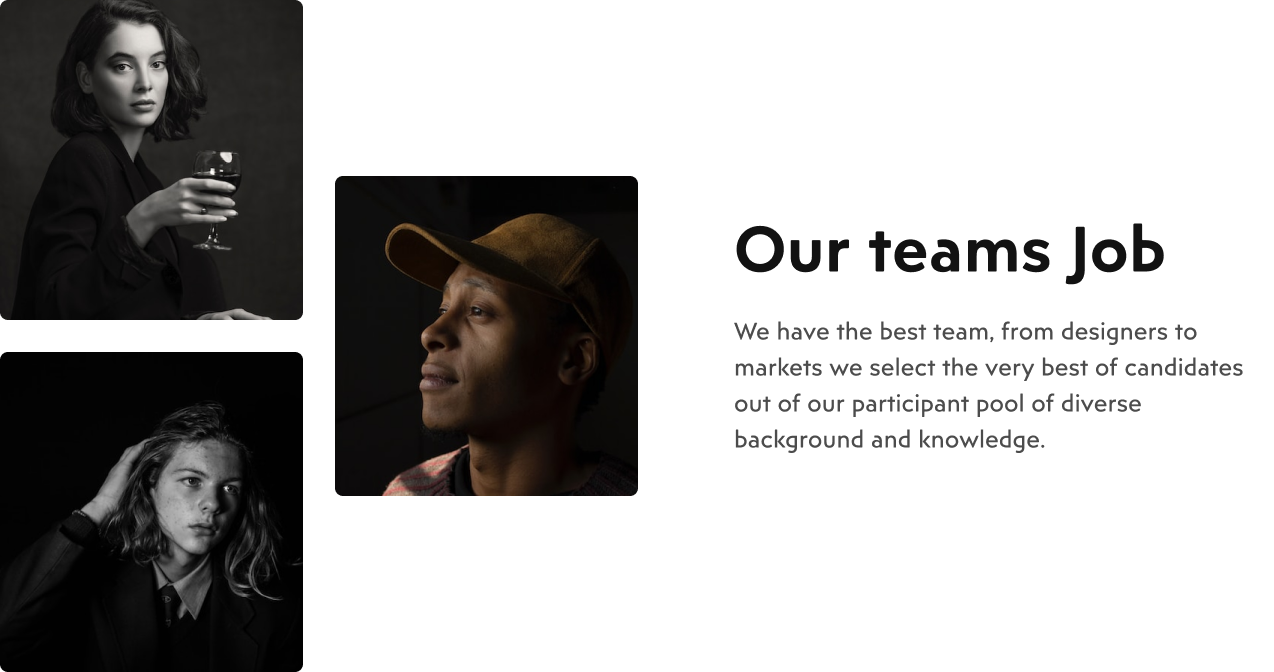 Our teams Job
We have the best team, from designers to
markets we select the very best of candidates
out of our participant pool of diverse
background and knowledge.